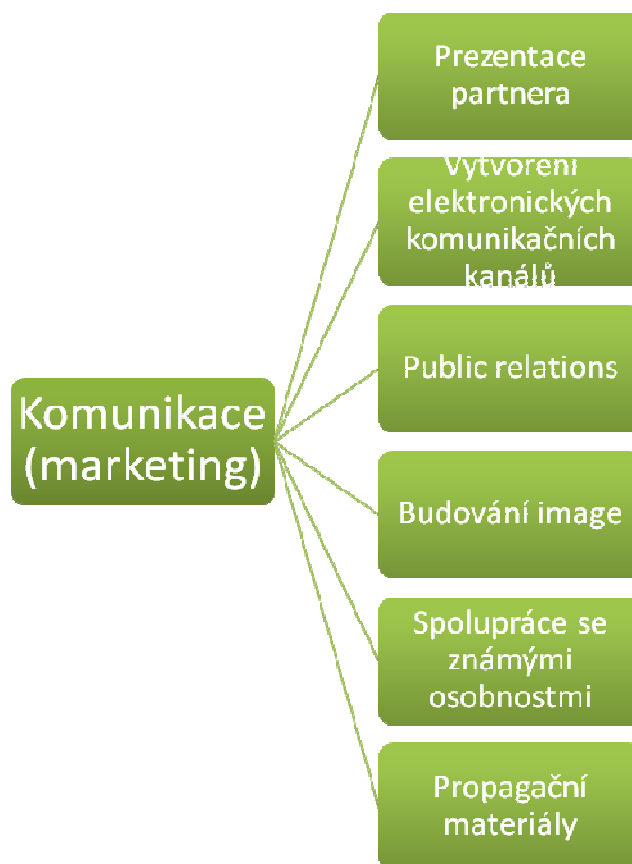 Prezentace
partnera
Vytvoření
elektronických
komunikačních
kanálů
Public relations
Komunikace
(marketing)
Budování image
Spolupráce se
známými
osobnostmi
Propagační
materiály